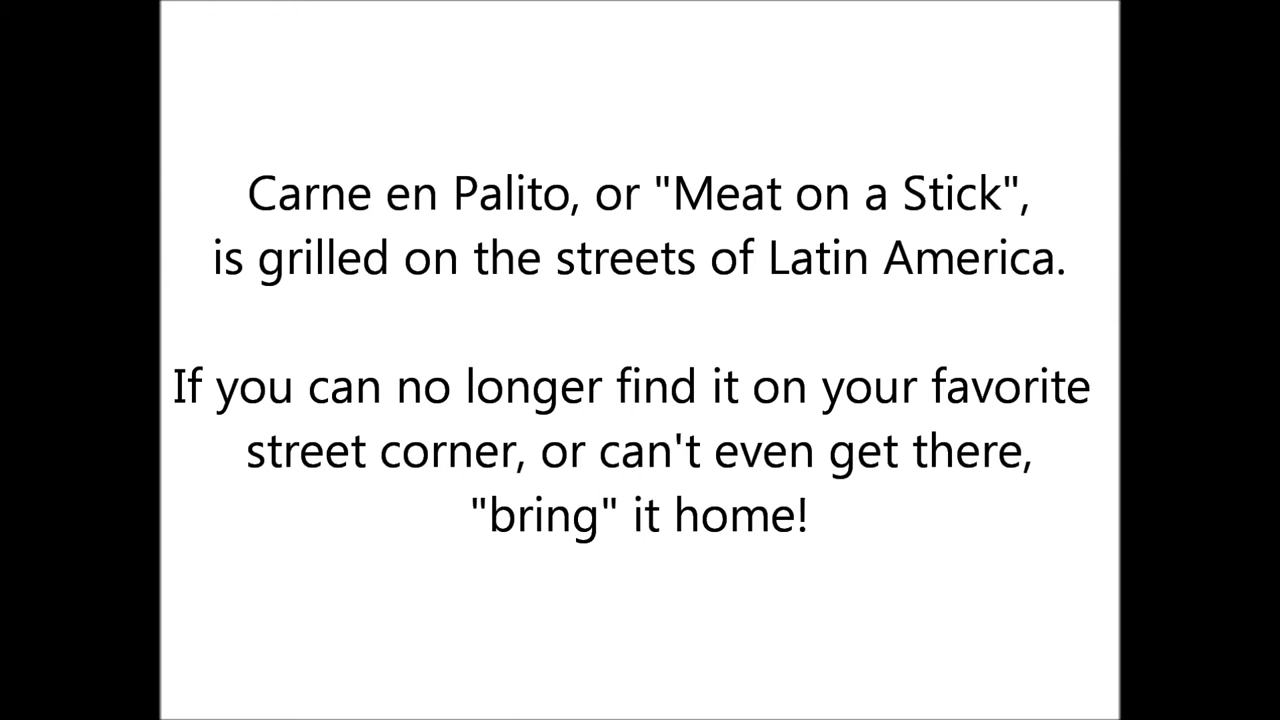 Carne en Palito, or "Meat on a Stick",
is grilled on the streets of Latin America.
If you can no longer find it on your favorite
street corner, or can't even get there,
"bring" it home!